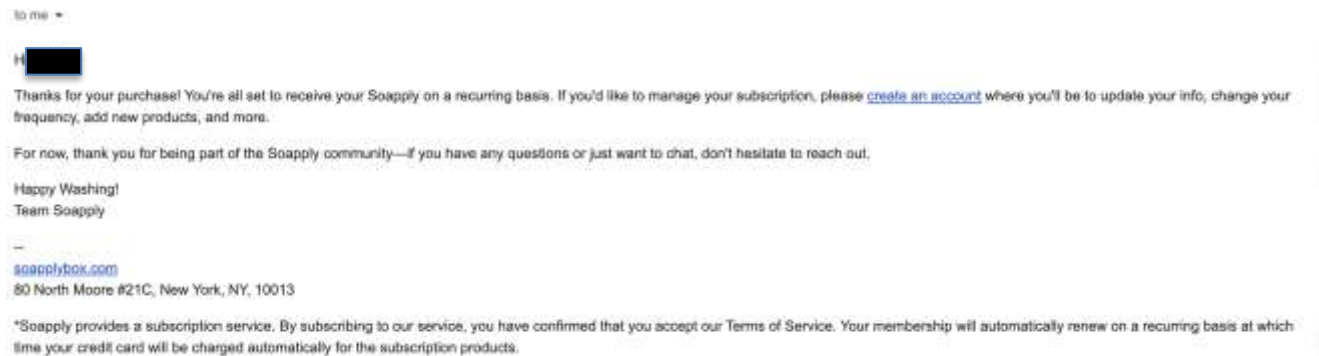 to me
H
Thanks for your purchase! You're all set to receive your Soapply on a recurring basis. If you'd like to manage your subscription, please create an account where you'll be to update your info, change your
frequency, add new products, and more.
For now, thank you for being part of the Soapply community—if you have any questions or just want to chat, don't hesitate to reach out.
Happy Washing!
Team Soapply
--
soapplybox.com
80 North Moore #21C, New York, NY, 10013
*Soapply provides a subscription service. By subscribing to our service, you have confirmed that you accept our Terms of Service. Your membership will automatically renew on a recurring basis at which
time your credit card will be charged automatically for the subscription products.